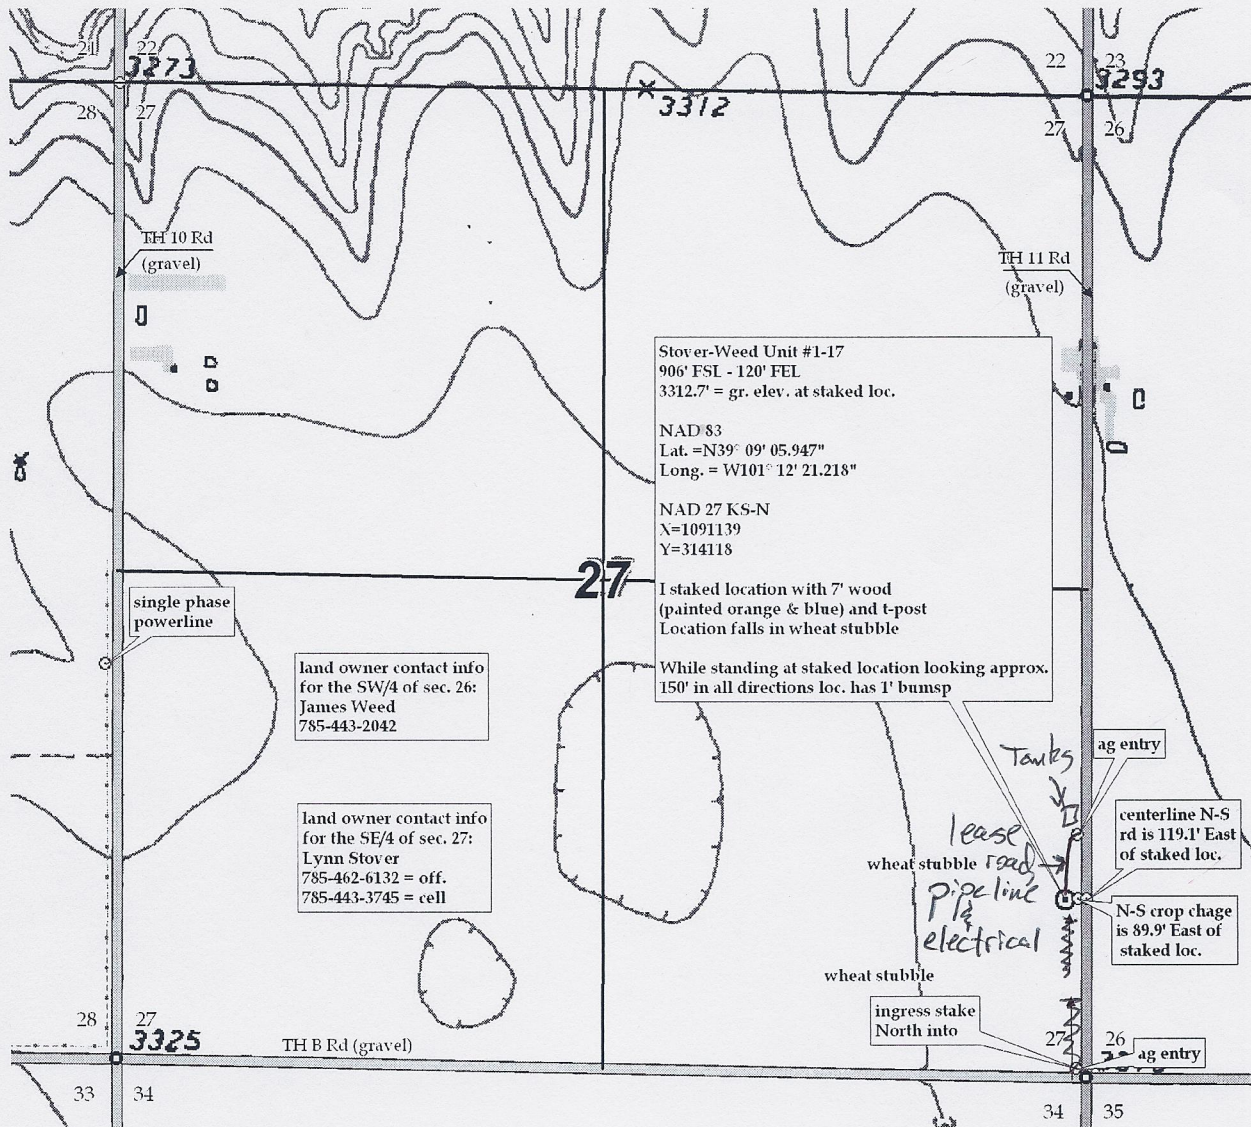 21 22
3273
28 27
3312
22 23
3293
27 26
TH 10 Rd
(gravel)
TH 11 Rd
(gravel)
Stover-Weed Unit #1-17
906' FSL - 120' FEL
3312.7' = gr. elev. at staked loc.
NAD 83
Lat. =N39° 09' 05.947"
Long. = W101° 12' 21.218"
NAD 27 KS-N
X=1091139
Y=314118
I staked location with 7' wood
(painted orange & blue) and t-post
Location falls in wheat stubble
While standing at staked location looking approx.
150' in all directions loc. has 1' bumsp
27
single phase
powerline
land owner contact info
for the SW/4 of sec. 26:
James Weed
785-443-2042
land owner contact info
for the SE/4 of sec. 27:
Lynn Stover
785-462-6132 = off.
785-443-3745 = cell
Tanks
ag entry
centerline N-S
rd is 119.1' East
of staked loc.
lease
wheat stubble road
pipeline
&
electrical
N-S crop chage
is 89.9' East of
staked loc.
wheat stubble
ingress stake
North into
28 27
3325
TH B Rd (gravel)
27 26
ag entry
33 34
34 35